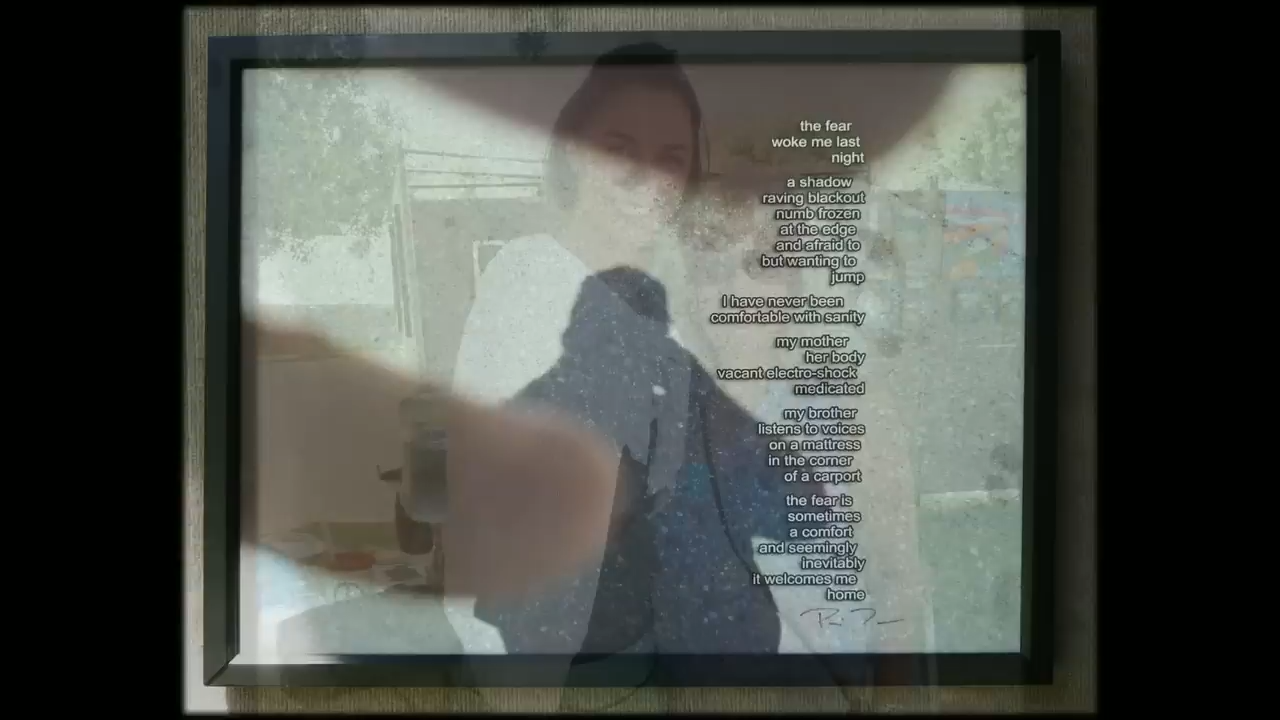 the fear
woke me last
night
a shadow
raving blackout
numb frozen
at the edge
and afraid to
but wanting to
jump
I have never been
comfortable with sanity
my mother
her body
vacant electro-shock
medicated
my brother
listens to voices
on a mattress
in the corner
of a carport
the fear is
sometimes
a comfort
and seemingly
inevitably
it welcomes me
home